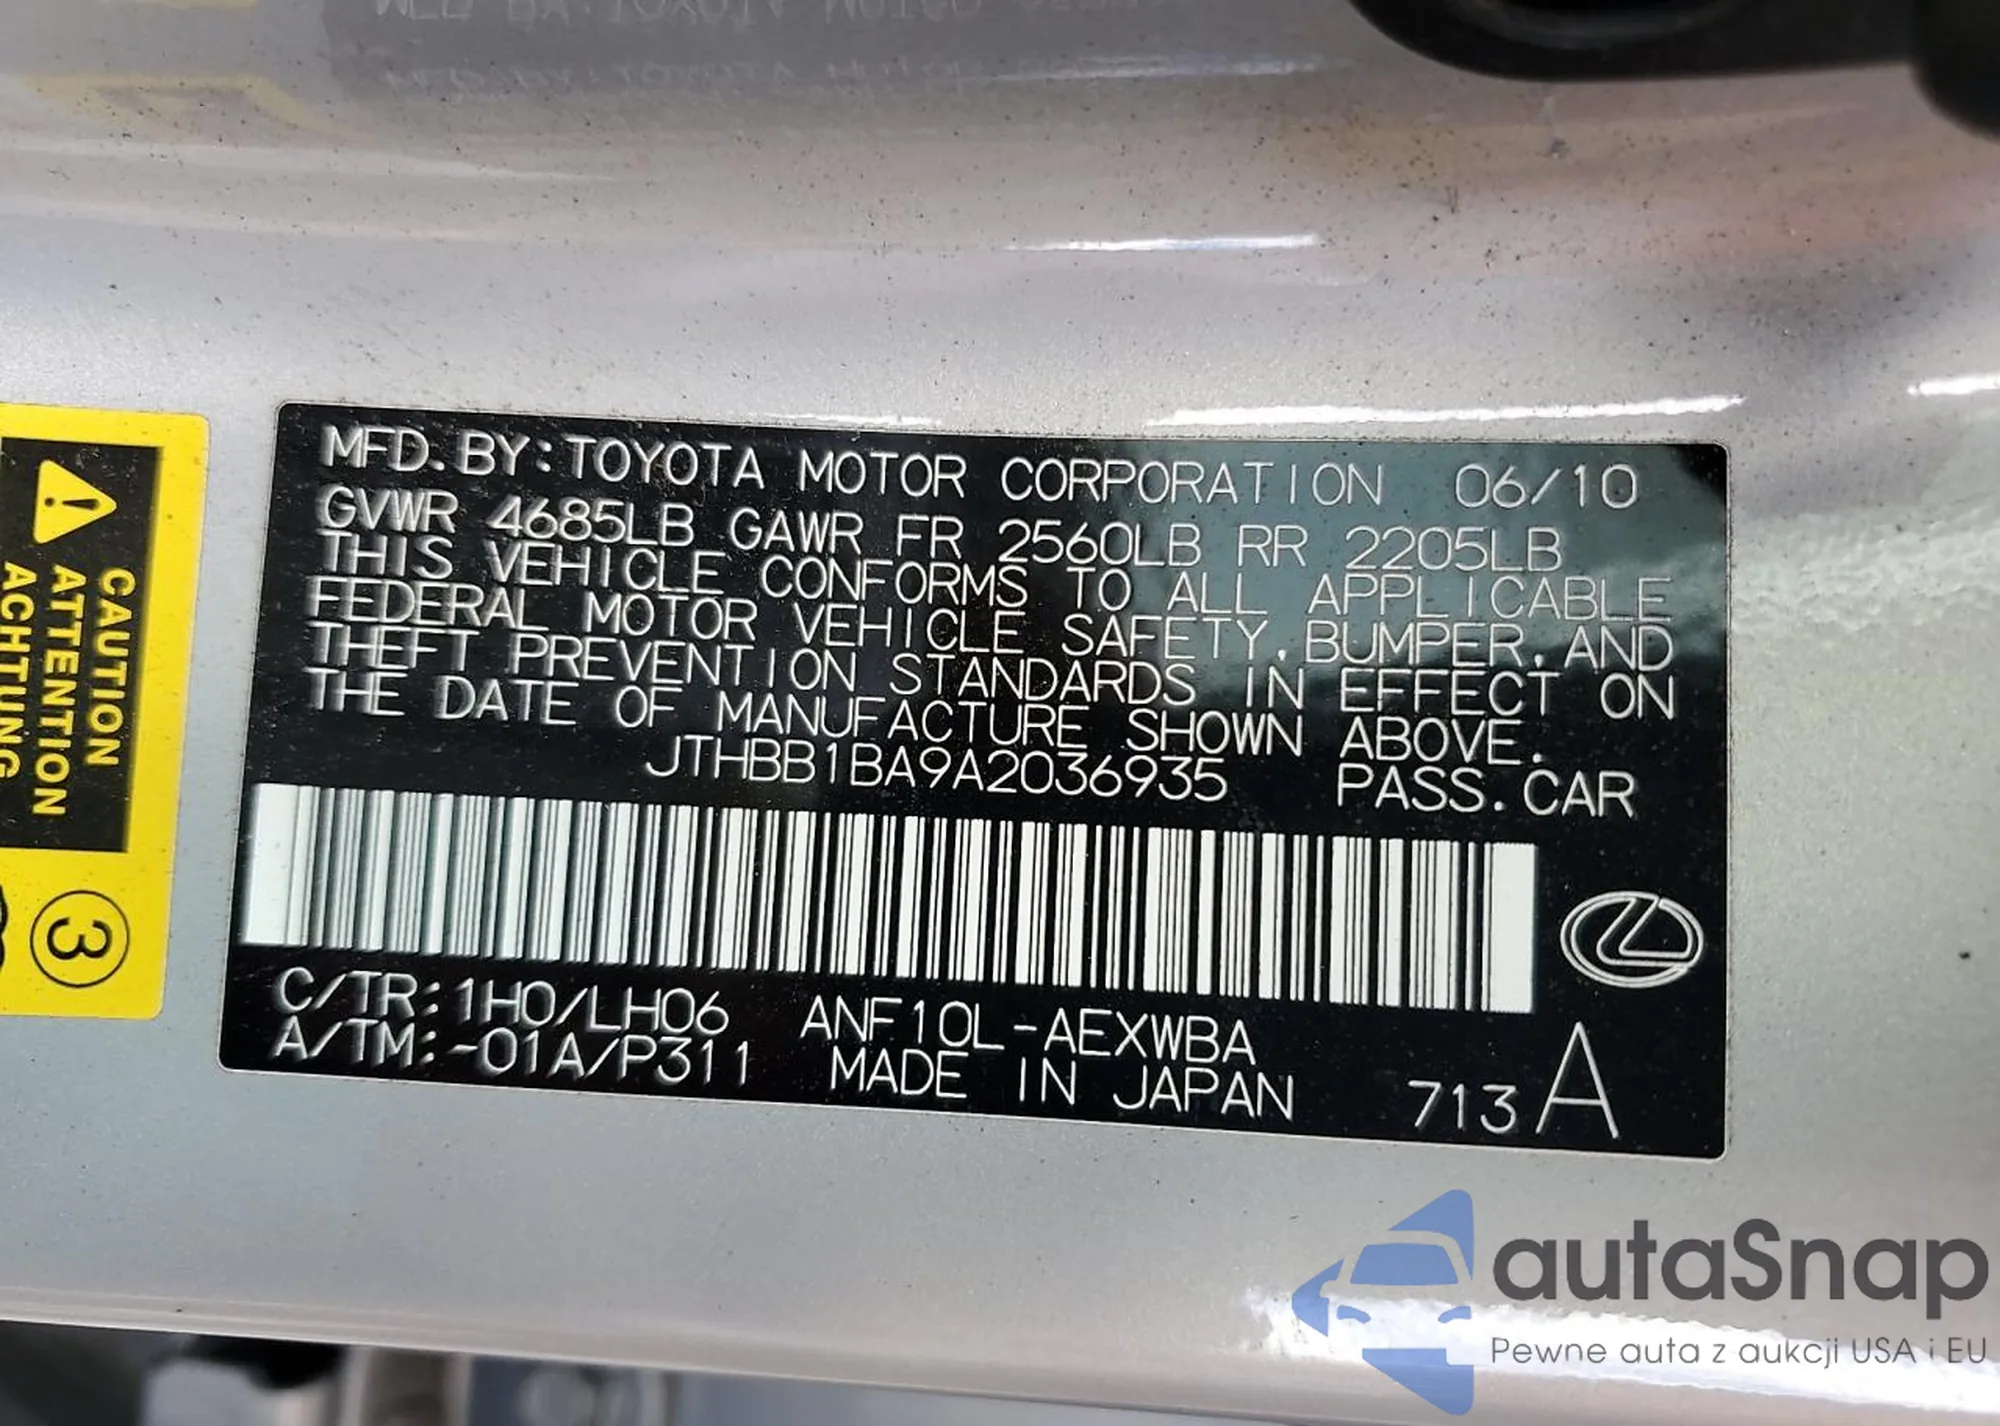 MFD. BY: TOYOTA MOTOR CORPORATION 06/10
GVWR 4685LB GAWR FR 2560LB RR 2205LB
THIS VEHICLE CONFORMS TO ALL APPLICABLE
FEDERAL MOTOR VEHICLE SAFETY, BUMPER, AND
THEFT PREVENTION STANDARDS IN EFFECT ON
THE DATE OF MANUFACTURE SHOWN ABOVE.
JTHBB1BA9A2036935 PASS. CAR
C/TR: 1H0/LH06 ANF10L-AEXWBA
A/TM: -01A/P311 MADE IN JAPAN 713 A
CAUTION
ATTENTION
ACHTUNG
3
autaSnap
Pewne auta z aukcji USA i EU